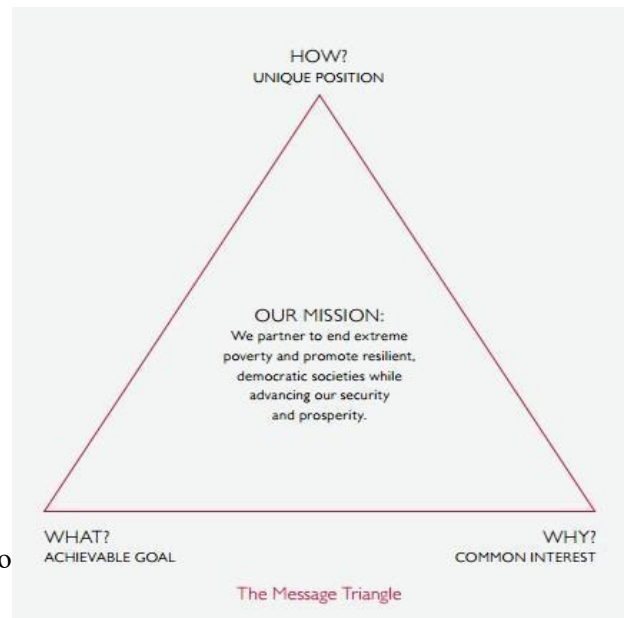 HOW?
UNIQUE POSITION
OUR MISSION:
We partner to end extreme
poverty and promote resilient,
democratic societies while
advancing our security
and prosperity.
WHAT?
ACHIEVABLE GOAL
WHY?
COMMON INTEREST
o
The Message Triangle